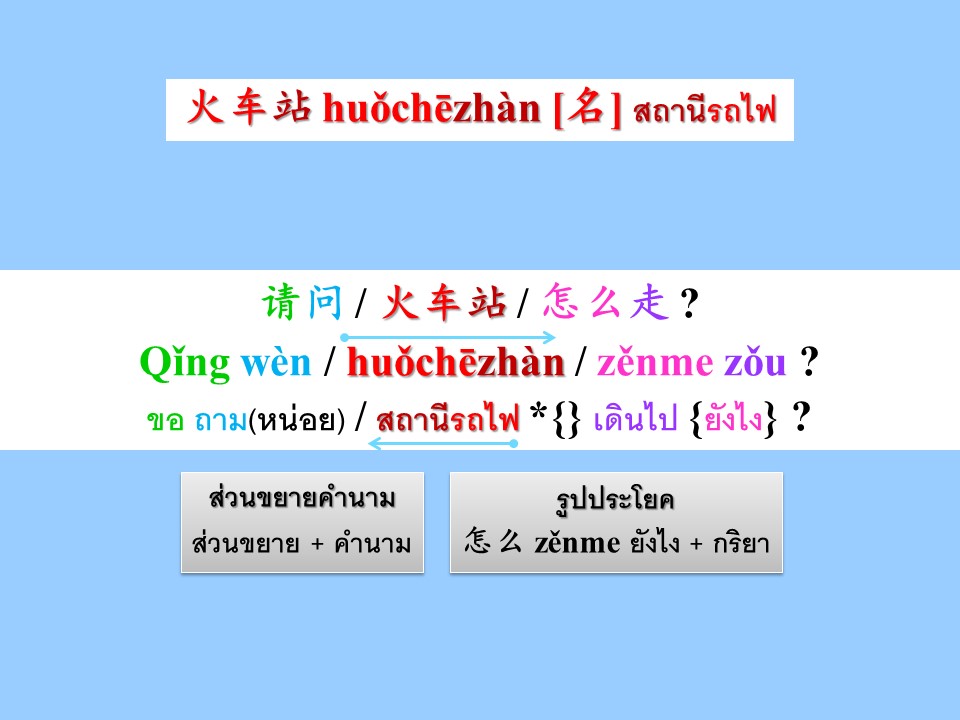 火车站 huǒchēzhàn [名] สถานีรถไฟ
请问 / 火车站 / 怎么走 ?
Qǐng wèn / huǒchēzhàn / zěnme zǒu ?
ขอ ถาม(หน่อย) / สถานีรถไฟ *{} เดินไป {ยังไง} ?
ส่วนขยายคำนาม
ส่วนขยาย + คำนาม
รูปประโยค
怎么 zěnme ยังไง + กริยา